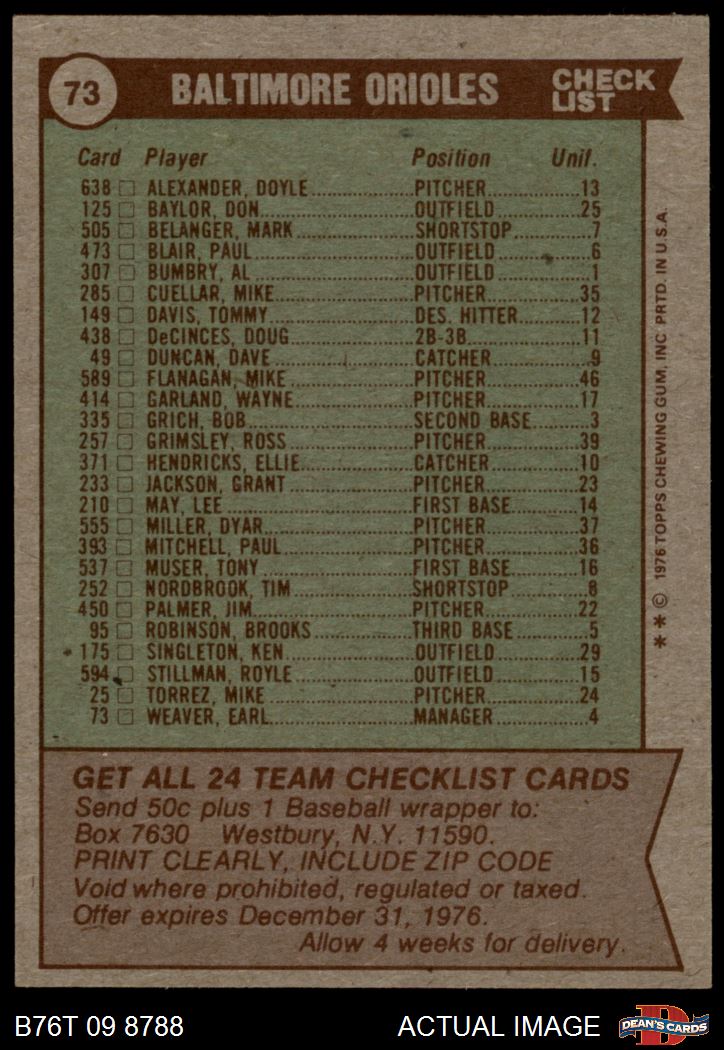 73 BALTIMORE ORIOLES CHECK LIST
Card Player Position Unif.
638 ALEXANDER, DOYLE PITCHER 13
125 BAYLOR, DON OUTFIELD 25
505 BELANGER, MARK SHORTSTOP 7
473 BLAIR, PAUL OUTFIELD 6
307 BUMBRY, AL OUTFIELD 1
285 CUELLAR, MIKE PITCHER 35
149 DAVIS, TOMMY DES. HITTER 12
438 DeCINCES, DOUG 2B-3B 11
49 DUNCAN, DAVE CATCHER 9
589 FLANAGAN, MIKE PITCHER 46
414 GARLAND, WAYNE PITCHER 17
335 GRICH, BOB SECOND BASE 3
257 GRIMSLEY, ROSS PITCHER 39
371 HENDRICKS, ELLIE CATCHER 10
233 JACKSON, GRANT PITCHER 23
210 MAY, LEE FIRST BASE 14
555 MILLER, DYAR PITCHER 37
393 MITCHELL, PAUL PITCHER 36
537 MUSER, TONY FIRST BASE 16
252 NORDBROOK, TIM SHORTSTOP 8
450 PALMER, JIM PITCHER 22
95 ROBINSON, BROOKS THIRD BASE 5
175 SINGLETON, KEN OUTFIELD 29
594 STILLMAN, ROYLE OUTFIELD 15
25 TORREZ, MIKE PITCHER 24
73 WEAVER, EARL MANAGER 4
**© 1976 TOPPS CHEWING GUM, INC PRTD. IN U.S.A.
GET ALL 24 TEAM CHECKLIST CARDS
Send 50c plus 1 Baseball wrapper to:
Box 7630 Westbury, N.Y. 11590.
PRINT CLEARLY, INCLUDE ZIP CODE
Void where prohibited, regulated or taxed.
Offer expires December 31, 1976.
Allow 4 weeks for delivery.
B76T 09 8788 ACTUAL IMAGE DEAN'S CARDS